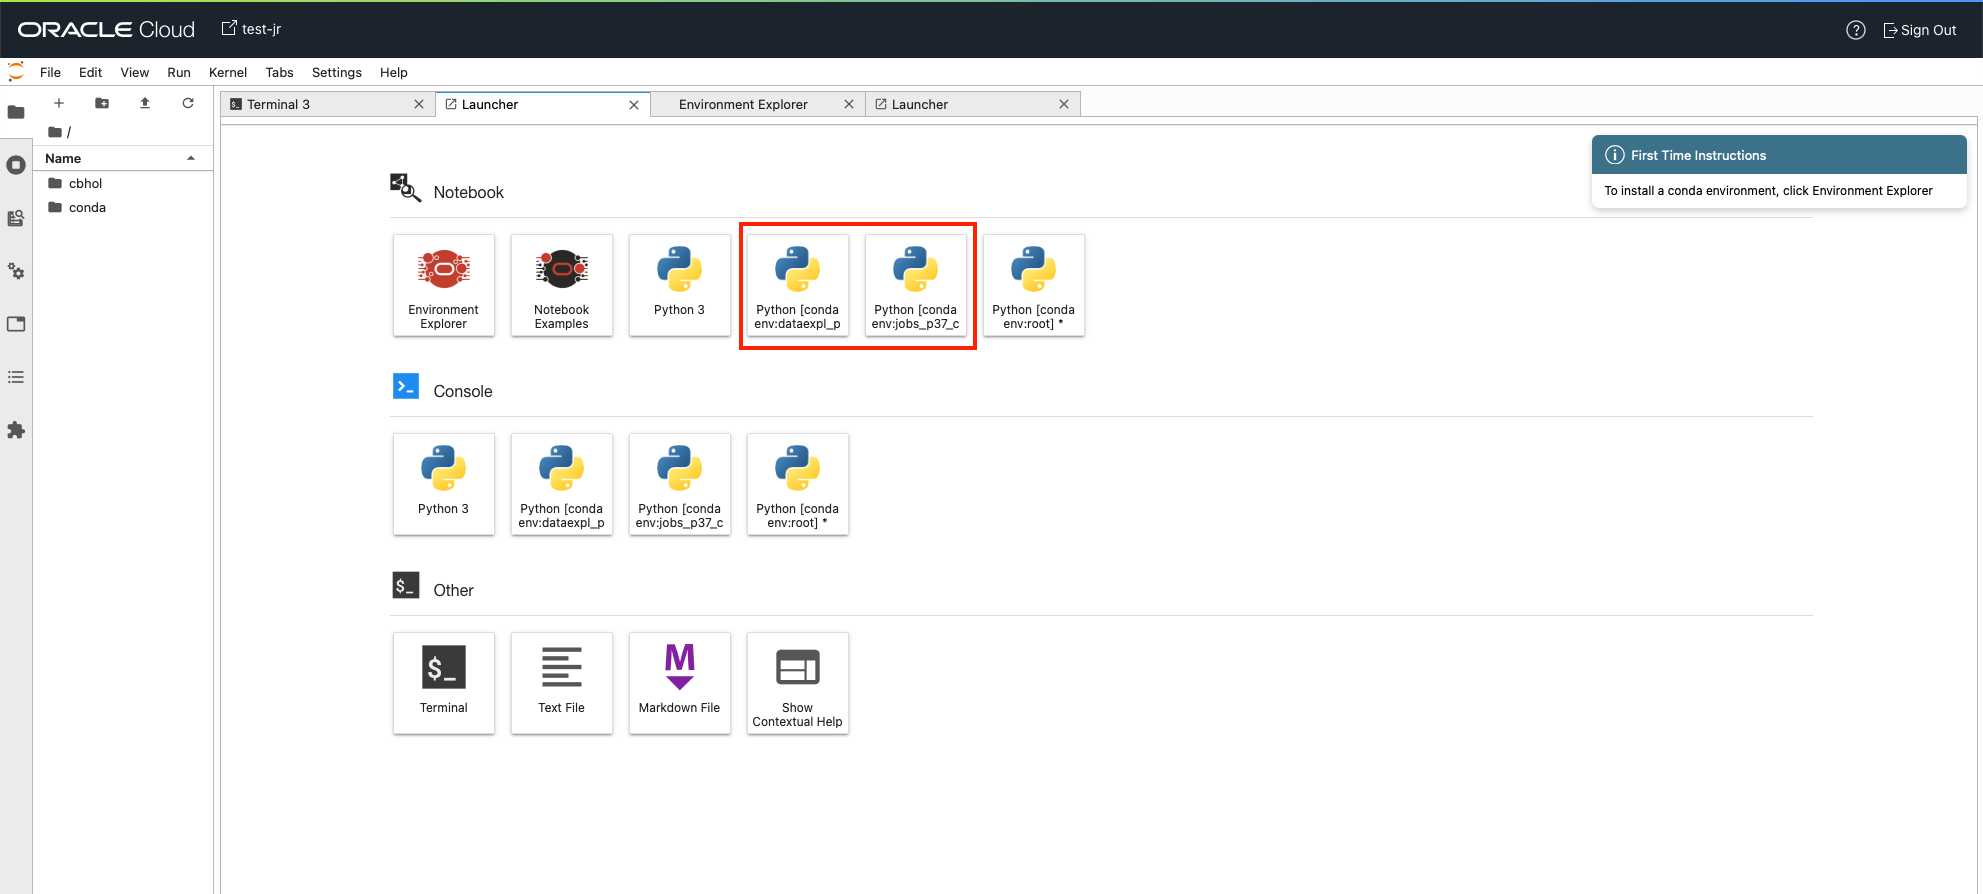 ORACLE Cloud
test-jr
Sign Out
File Edit View Run Kernel Tabs Settings Help
Terminal 3
Launcher
Environment Explorer
Launcher
/
Name
cbhol
conda
First Time Instructions
To install a conda environment, click Environment Explorer
Notebook
Environment
Explorer
Notebook
Examples
Python 3
Python [conda
env:dataexpl_p
Python [conda
env:jobs_p37_c
Python [conda
env:root] *
Console
Python 3
Python [conda
env:dataexpl_p
Python [conda
env:jobs_p37_c
Python [conda
env:root] *
$_
Other
$_
Terminal
Text File
M
Markdown File
Show
Contextual Help